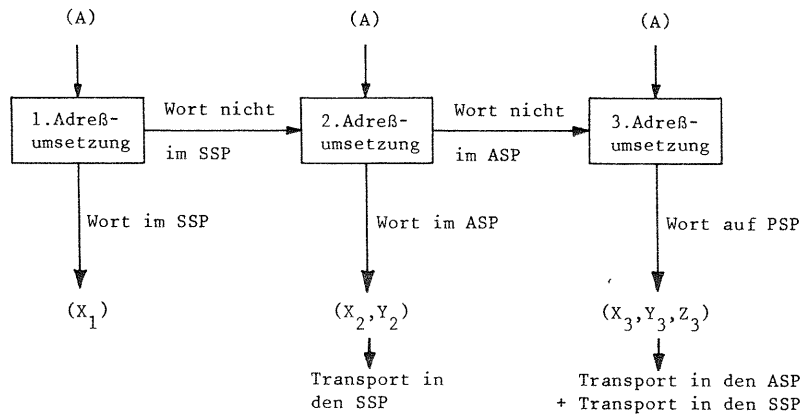 (A)
(A)
(A)
1.Adreß-
umsetzung
Wort nicht
im SSP
2.Adreß-
umsetzung
Wort nicht
im ASP
3.Adreß-
umsetzung
Wort im SSP
Wort im ASP
Wort auf PSP
(X₁)
(X₂,Y₂)
(X₃,Y₃,Z₃)
Transport in
den SSP
Transport in den ASP
+ Transport in den SSP